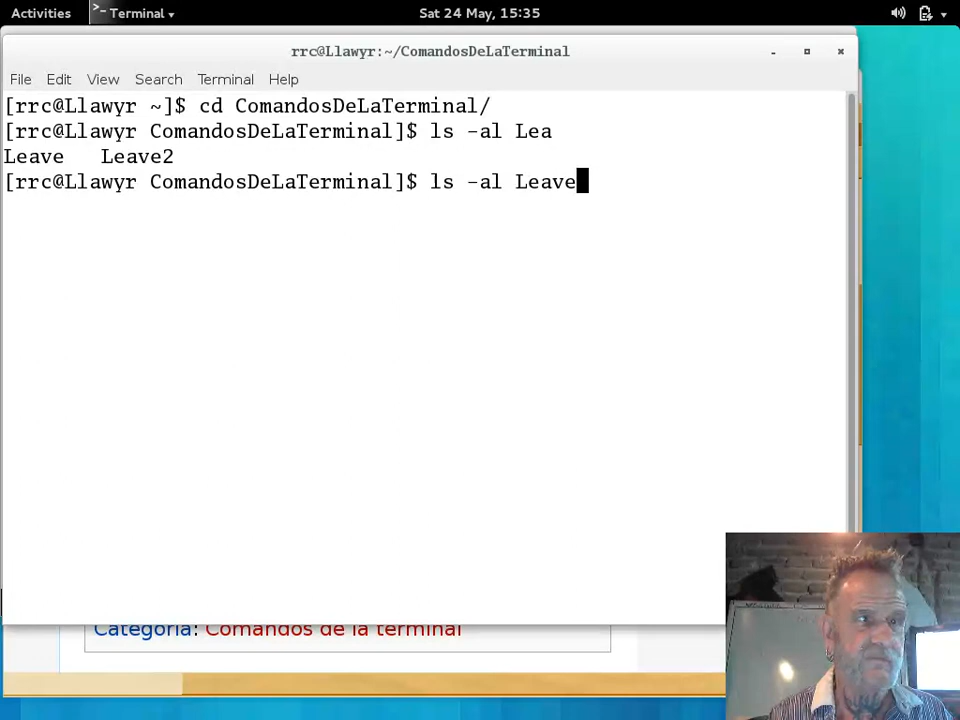 Activities >_ Terminal Sat 24 May, 15:35
rrc@Llawyr:~/ComandosDeLaTerminal
File Edit View Search Terminal Help
[rrc@Llawyr ~]$ cd ComandosDeLaTerminal/
[rrc@Llawyr ComandosDeLaTerminal]$ ls -al Lea
Leave Leave2
[rrc@Llawyr ComandosDeLaTerminal]$ ls -al Leave
Categoría: Comandos de la terminal